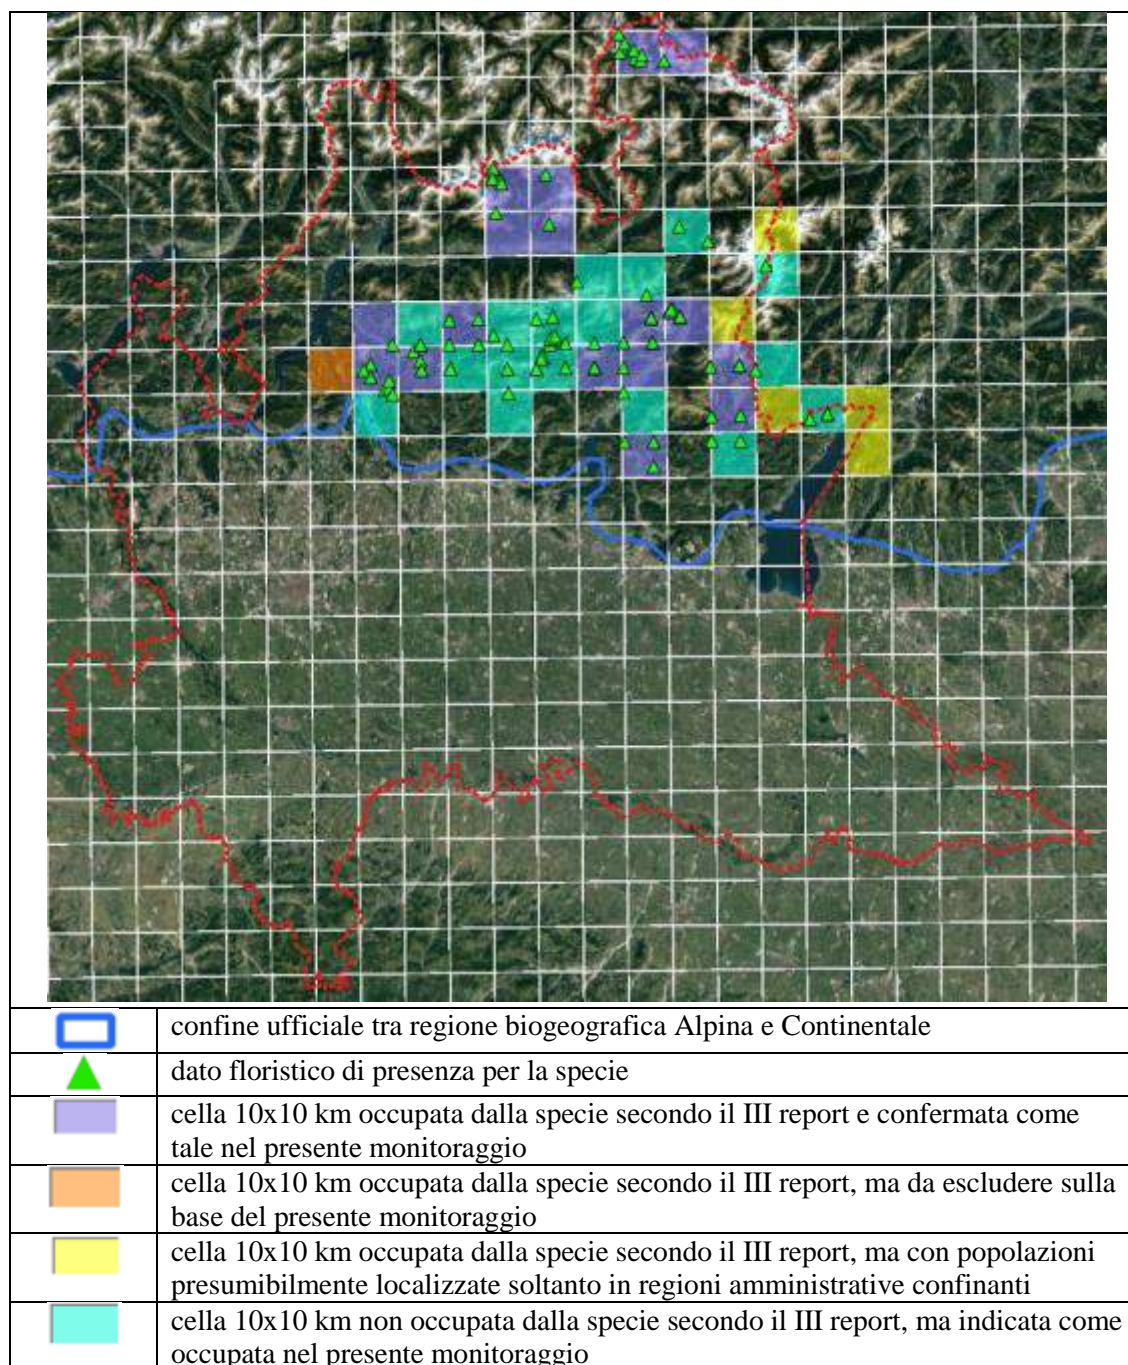 confine ufficiale tra regione biogeografica Alpina e Continentale
dato floristico di presenza per la specie
cella 10x10 km occupata dalla specie secondo il III report e confermata come
tale nel presente monitoraggio
cella 10x10 km occupata dalla specie secondo il III report, ma da escludere sulla
base del presente monitoraggio
cella 10x10 km occupata dalla specie secondo il III report, ma con popolazioni
presumibilmente localizzate soltanto in regioni amministrative confinanti
cella 10x10 km non occupata dalla specie secondo il III report, ma indicata come
occupata nel presente monitoraggio